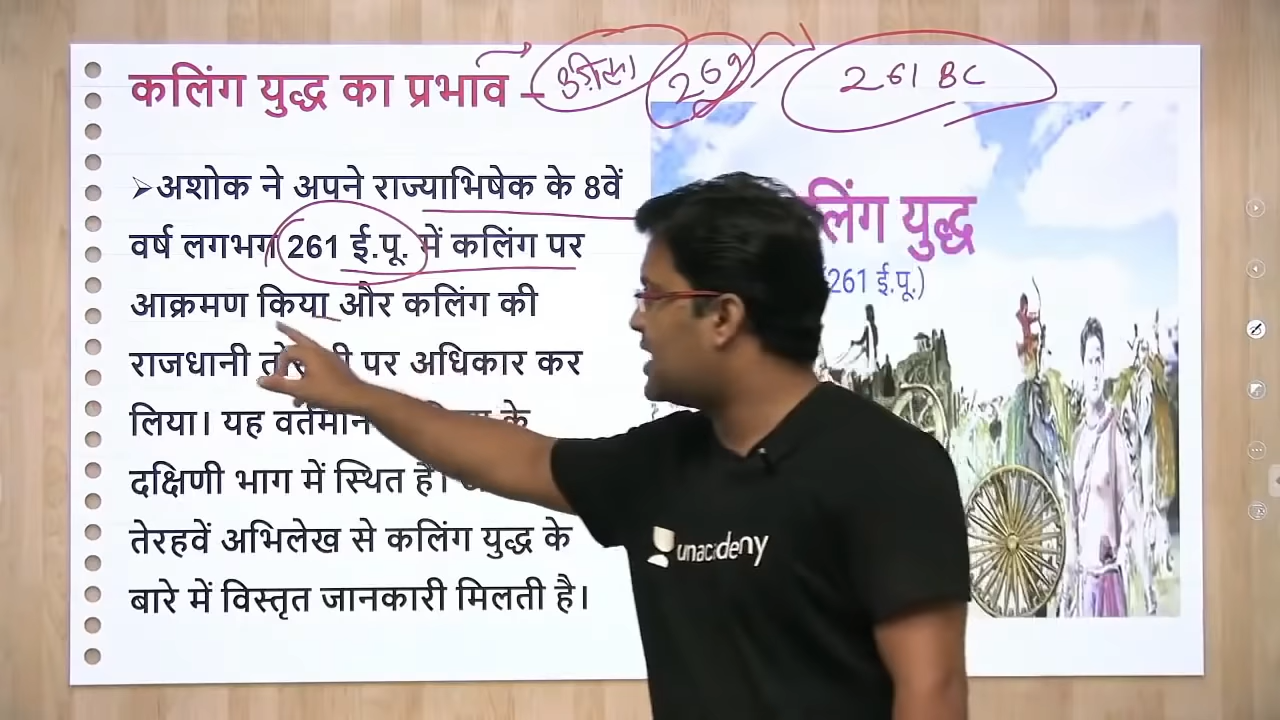 कलिंग युद्ध का प्रभाव –
261 BC
➢अशोक ने अपने राज्याभिषेक के 8वें
वर्ष लगभग 261 ई.पू. में कलिंग पर
आक्रमण किया और कलिंग की
राजधानी पर अधिकार कर
लिया। यह वर्तमान के
दक्षिणी भाग में स्थित है।
तेरहवें अभिलेख से कलिंग युद्ध के
बारे में विस्तृत जानकारी मिलती है।
युद्ध
261 ई.पू.)
unacademy